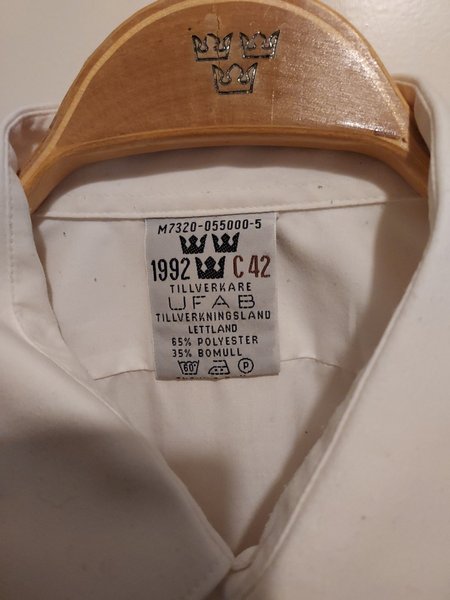 M7320-055000-5
1992 C 42
TILLVERKARE
UFAB
TILLVERKNINGSLAND
LETTLAND
65% POLYESTER
35% BOMULL
60° P